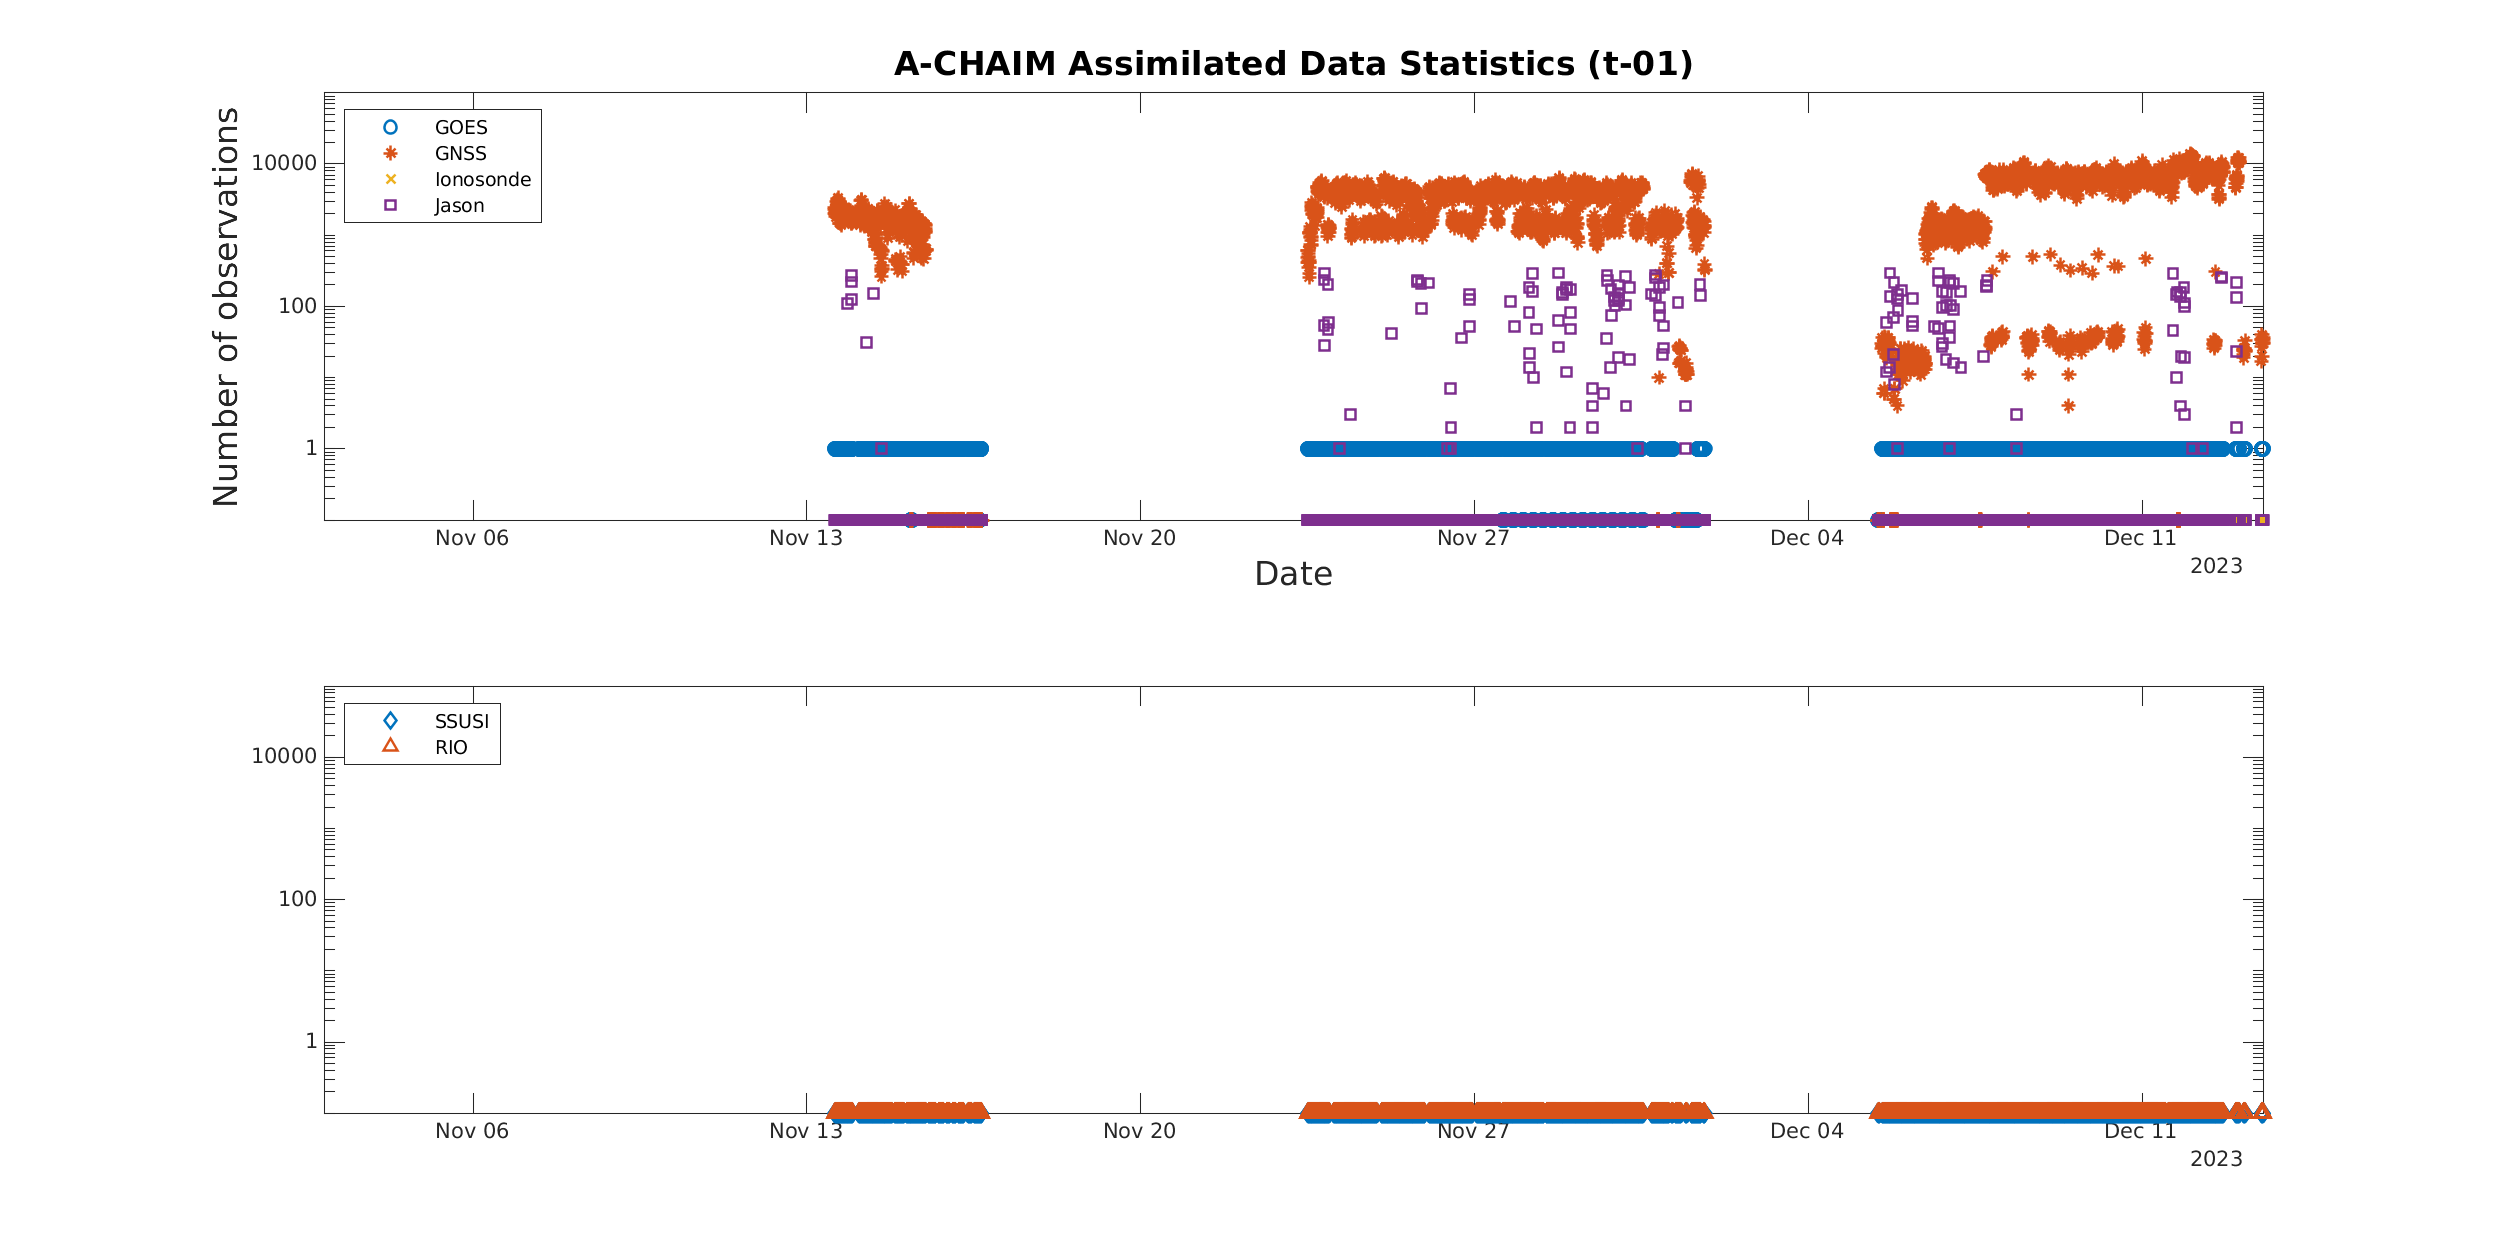 A-CHAIM Assimilated Data Statistics (t-01)
Number of observations
10000
100
1
GOES
GNSS
Ionosonde
Jason
Nov 06
Nov 13
Nov 20
Nov 27
Dec 04
Dec 11
2023
Date
10000
100
1
SSUSI
RIO
Nov 06
Nov 13
Nov 20
Nov 27
Dec 04
Dec 11
2023